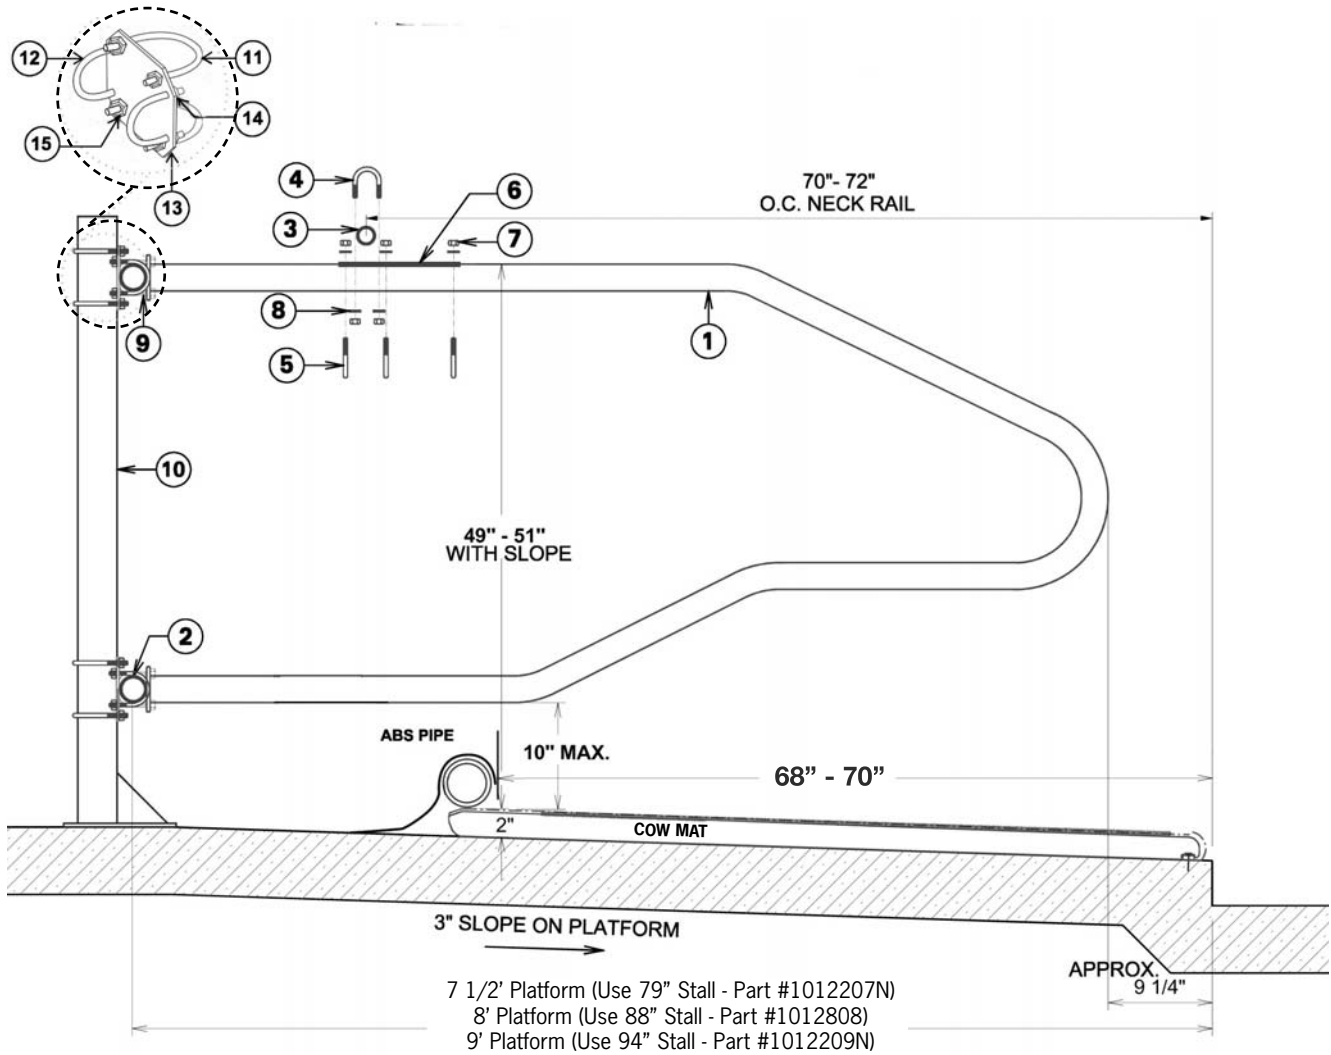 12
11
14
15
13
4
6
70"- 72"
O.C. NECK RAIL
3
7
8
9
1
5
10
49" - 51"
WITH SLOPE
2
ABS PIPE
10" MAX.
68” - 70”
2"
COW MAT
3" SLOPE ON PLATFORM
APPROX.
9 1/4"
7 1/2’ Platform (Use 79” Stall - Part #1012207N)
8’ Platform (Use 88” Stall - Part #1012808)
9’ Platform (Use 94” Stall - Part #1012209N)